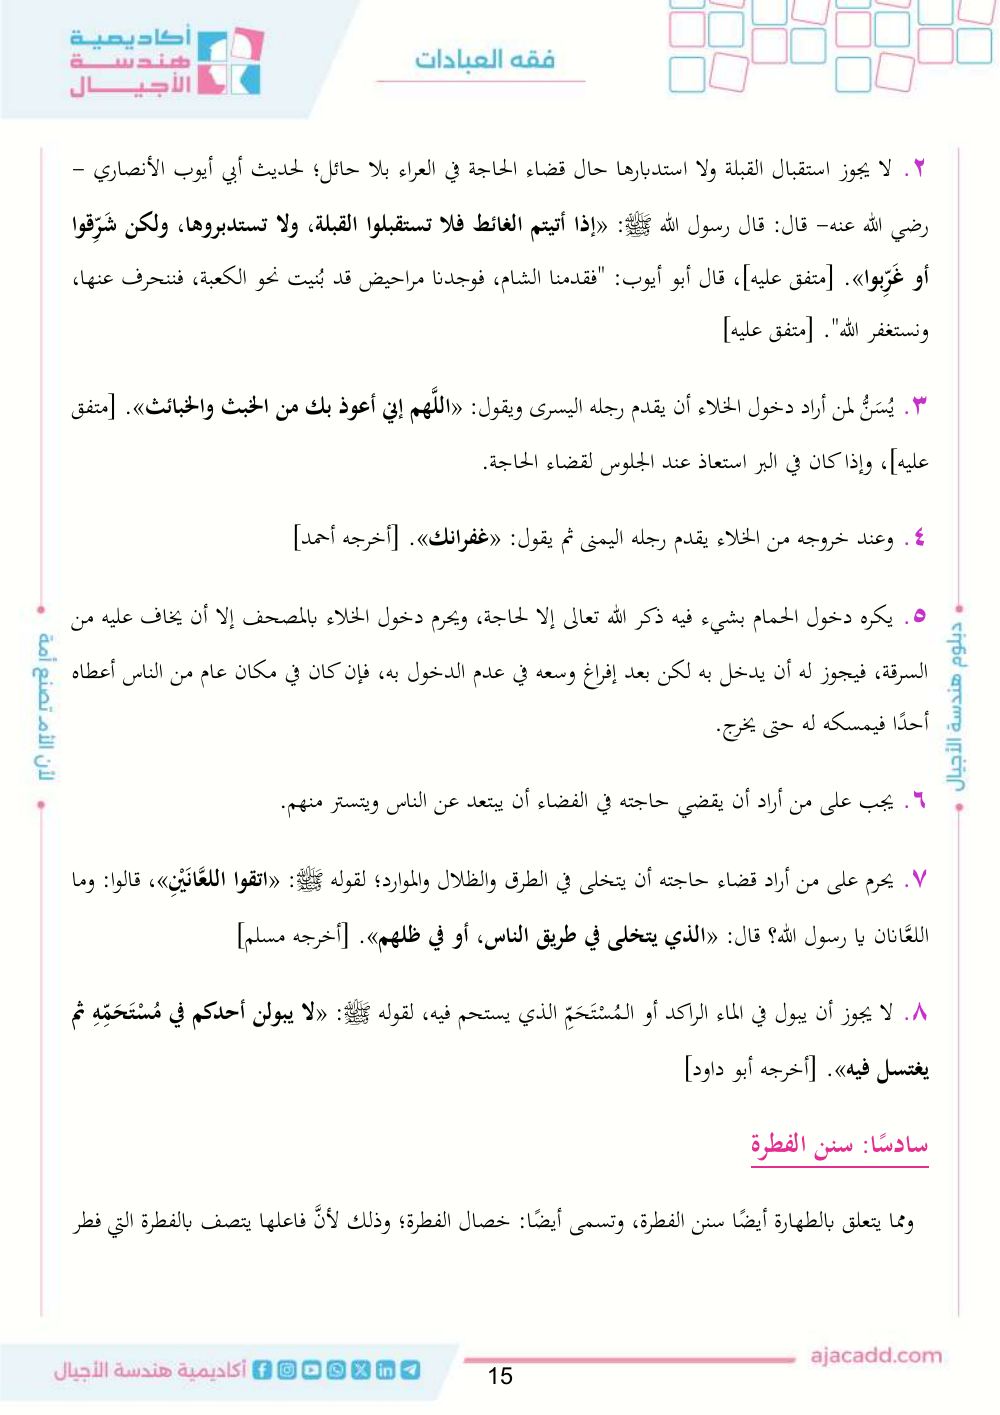 أكاديمية
هندسة
الأجيال
فقه العبادات
٢. لا يجوز استقبال القبلة ولا استدبارها حال قضاء الحاجة في العراء بلا حائل؛ لحديث أبي أيوب الأنصاري –
رضي الله عنه– قال: قال رسول الله ﷺ: «إذا أتيتم الغائط فلا تستقبلوا القبلة، ولا تستدبروها، ولكن شَرِّقوا
أو غَرِّبوا». [متفق عليه]، قال أبو أيوب: "فقدمنا الشام، فوجدنا مراحيض قد بُنيت نحو الكعبة، فننحرف عنها،
ونستغفر الله". [متفق عليه]
٣. يُسَنُّ لمن أراد دخول الخلاء أن يقدم رجله اليسرى ويقول: «اللَّهم إني أعوذ بك من الخبث والخبائث». [متفق
عليه]، وإذا كان في البر استعاذ عند الجلوس لقضاء الحاجة.
٤. وعند خروجه من الخلاء يقدم رجله اليمنى ثم يقول: «غفرانك». [أخرجه أحمد]
٥. يكره دخول الحمام بشيء فيه ذكر الله تعالى إلا لحاجة، ويحرم دخول الخلاء بالمصحف إلا أن يخاف عليه من
السرقة، فيجوز له أن يدخل به لكن بعد إفراغ وسعه في عدم الدخول به، فإن كان في مكان عام من الناس أعطاه
أحدًا فيمسكه له حتى يخرج.
٦. يجب على من أراد أن يقضي حاجته في الفضاء أن يبتعد عن الناس ويتستر منهم.
٧. يحرم على من أراد قضاء حاجته أن يتخلى في الطرق والظلال والموارد؛ لقوله ﷺ: «اتقوا اللعَّانَيْنِ»، قالوا: وما
اللعَّانان يا رسول الله؟ قال: «الذي يتخلى في طريق الناس، أو في ظلهم». [أخرجه مسلم]
٨. لا يجوز أن يبول في الماء الراكد أو المُسْتَحَمِّ الذي يستحم فيه، لقوله ﷺ: «لا يبولن أحدكم في مُسْتَحَمِّهِ ثم
يغتسل فيه». [أخرجه أبو داود]
سادسًا: سنن الفطرة
ومما يتعلق بالطهارة أيضًا سنن الفطرة، وتسمى أيضًا: خصال الفطرة؛ وذلك لأنَّ فاعلها يتصف بالفطرة التي فطر
دبلوم هندسة الأجيال
لأن الأم تصنع أمة
ajacadd.com
15
أكاديمية هندسة الأجيال